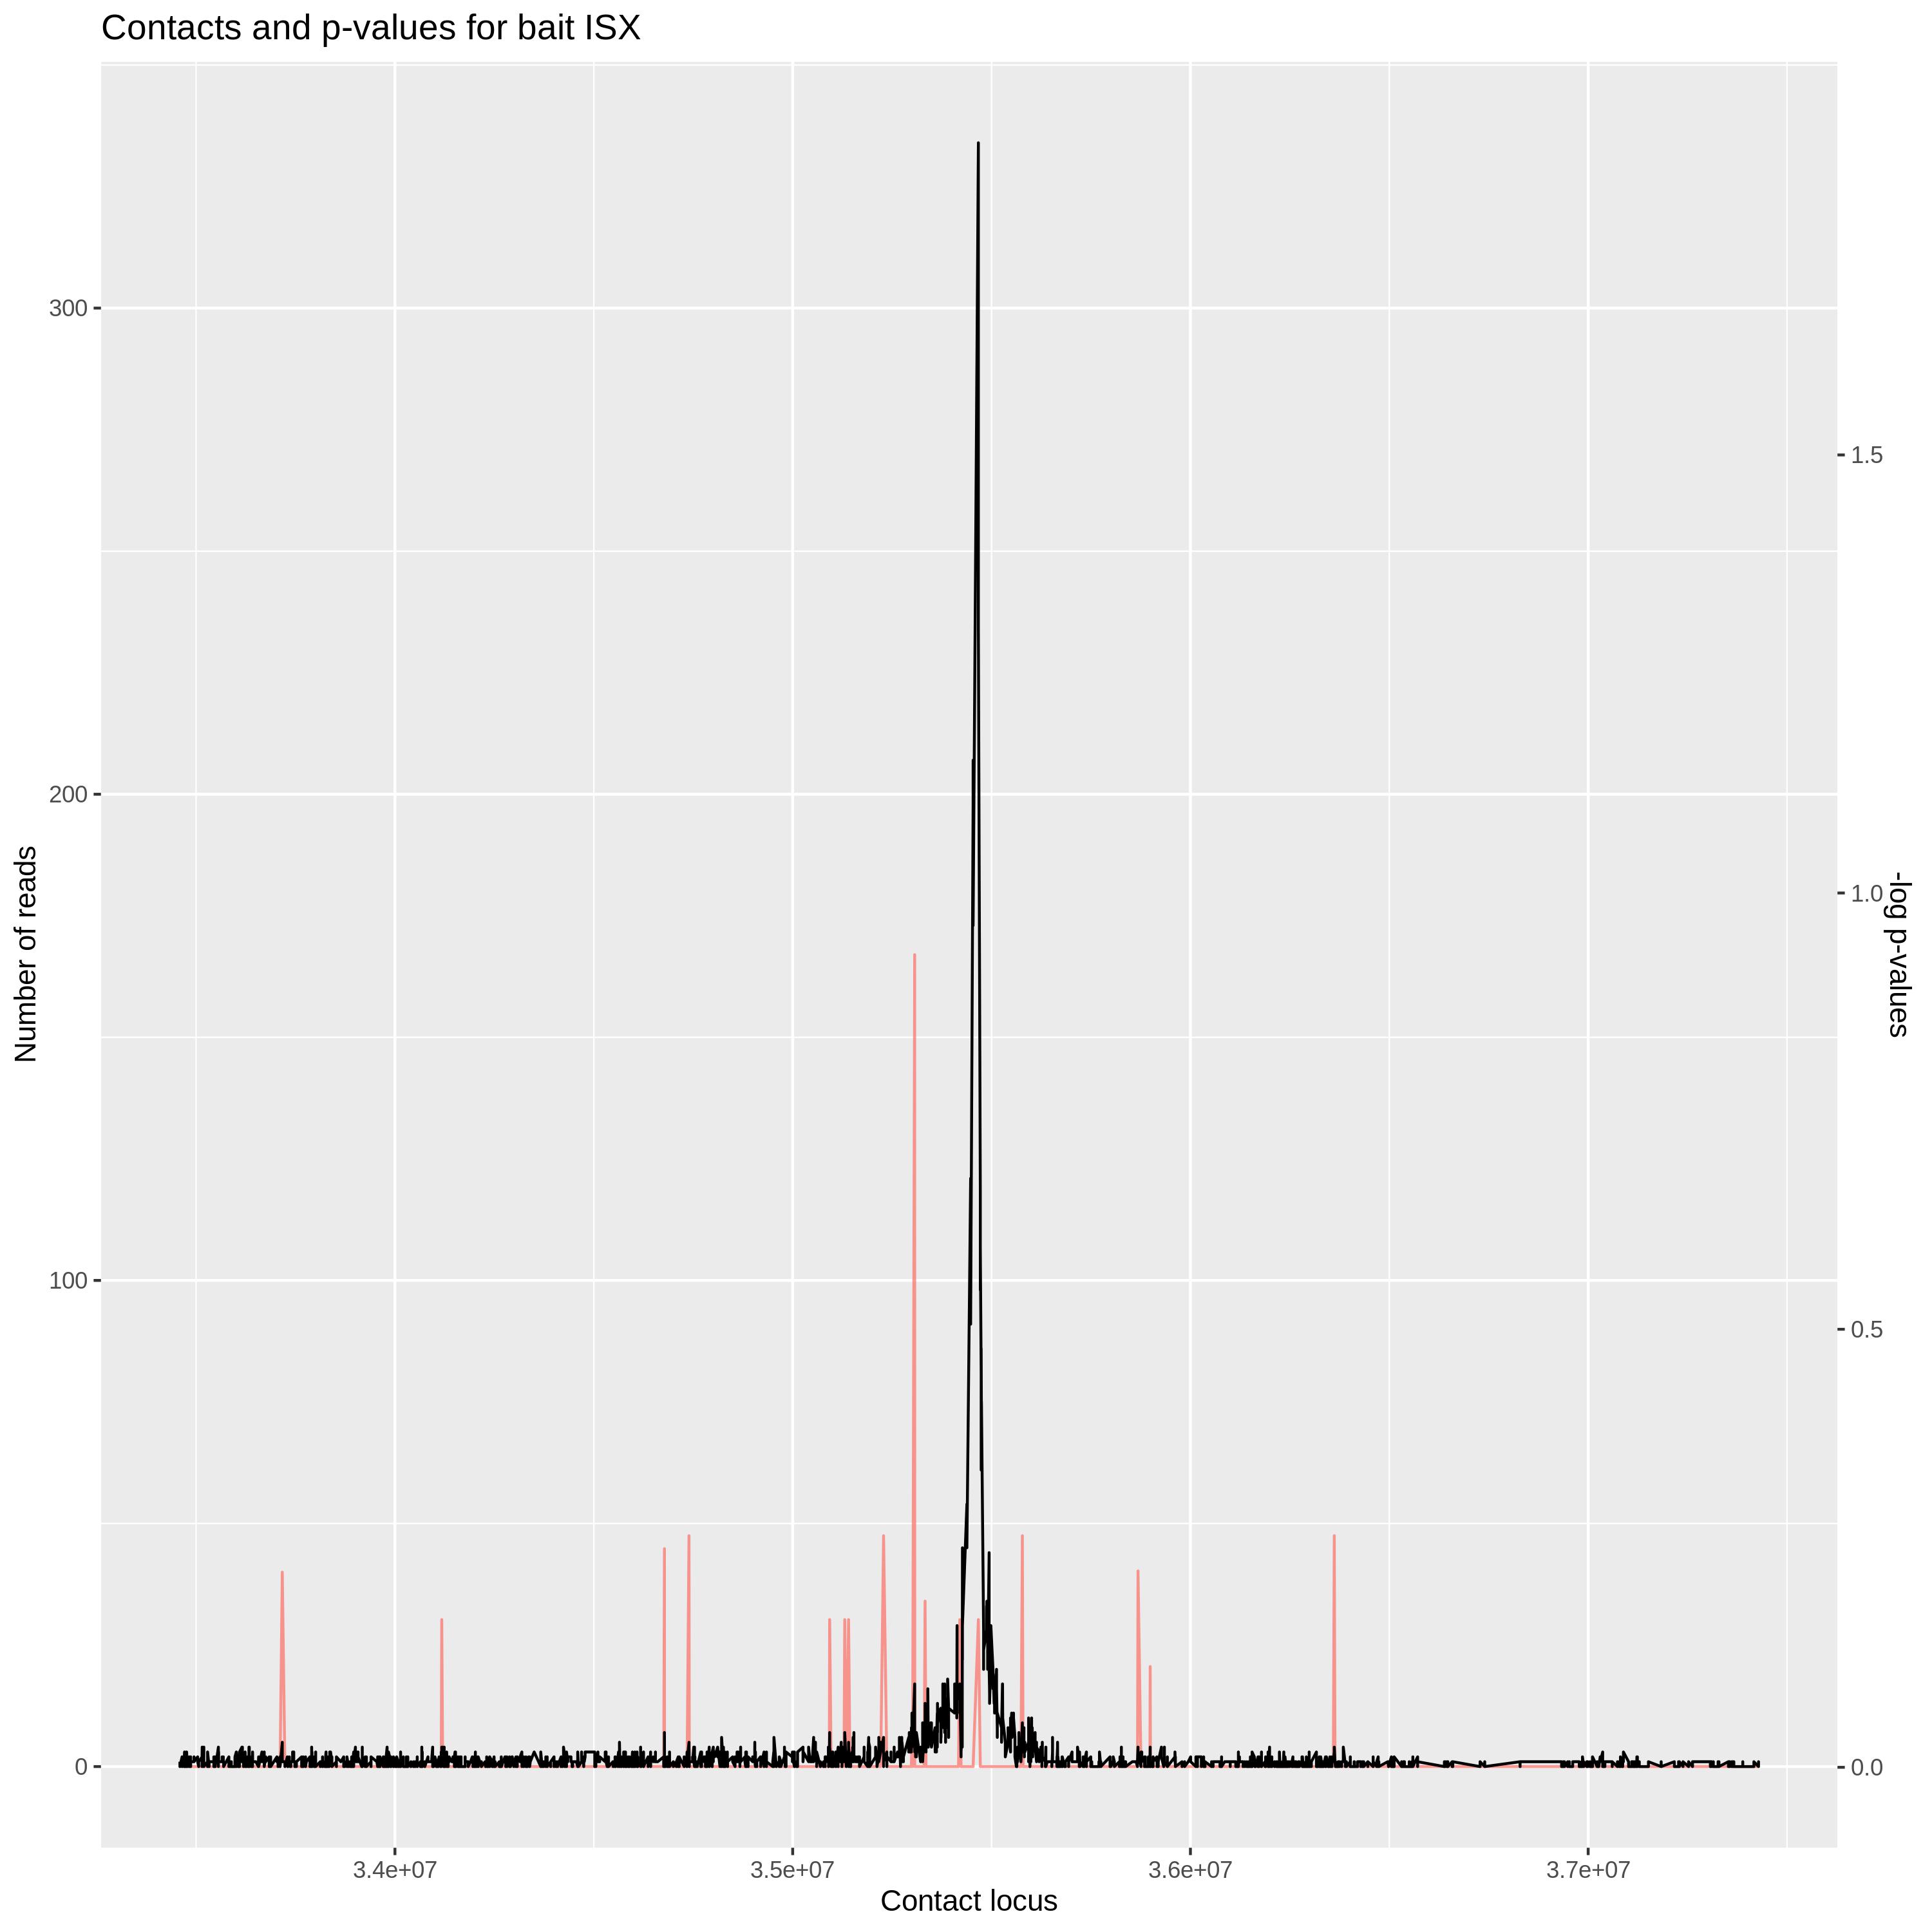 Contacts and p-values for bait ISX
300
200
100
0
Number of reads
1.5
1.0
0.5
0.0
-log p-values
3.4e+07
3.5e+07
3.6e+07
3.7e+07
Contact locus